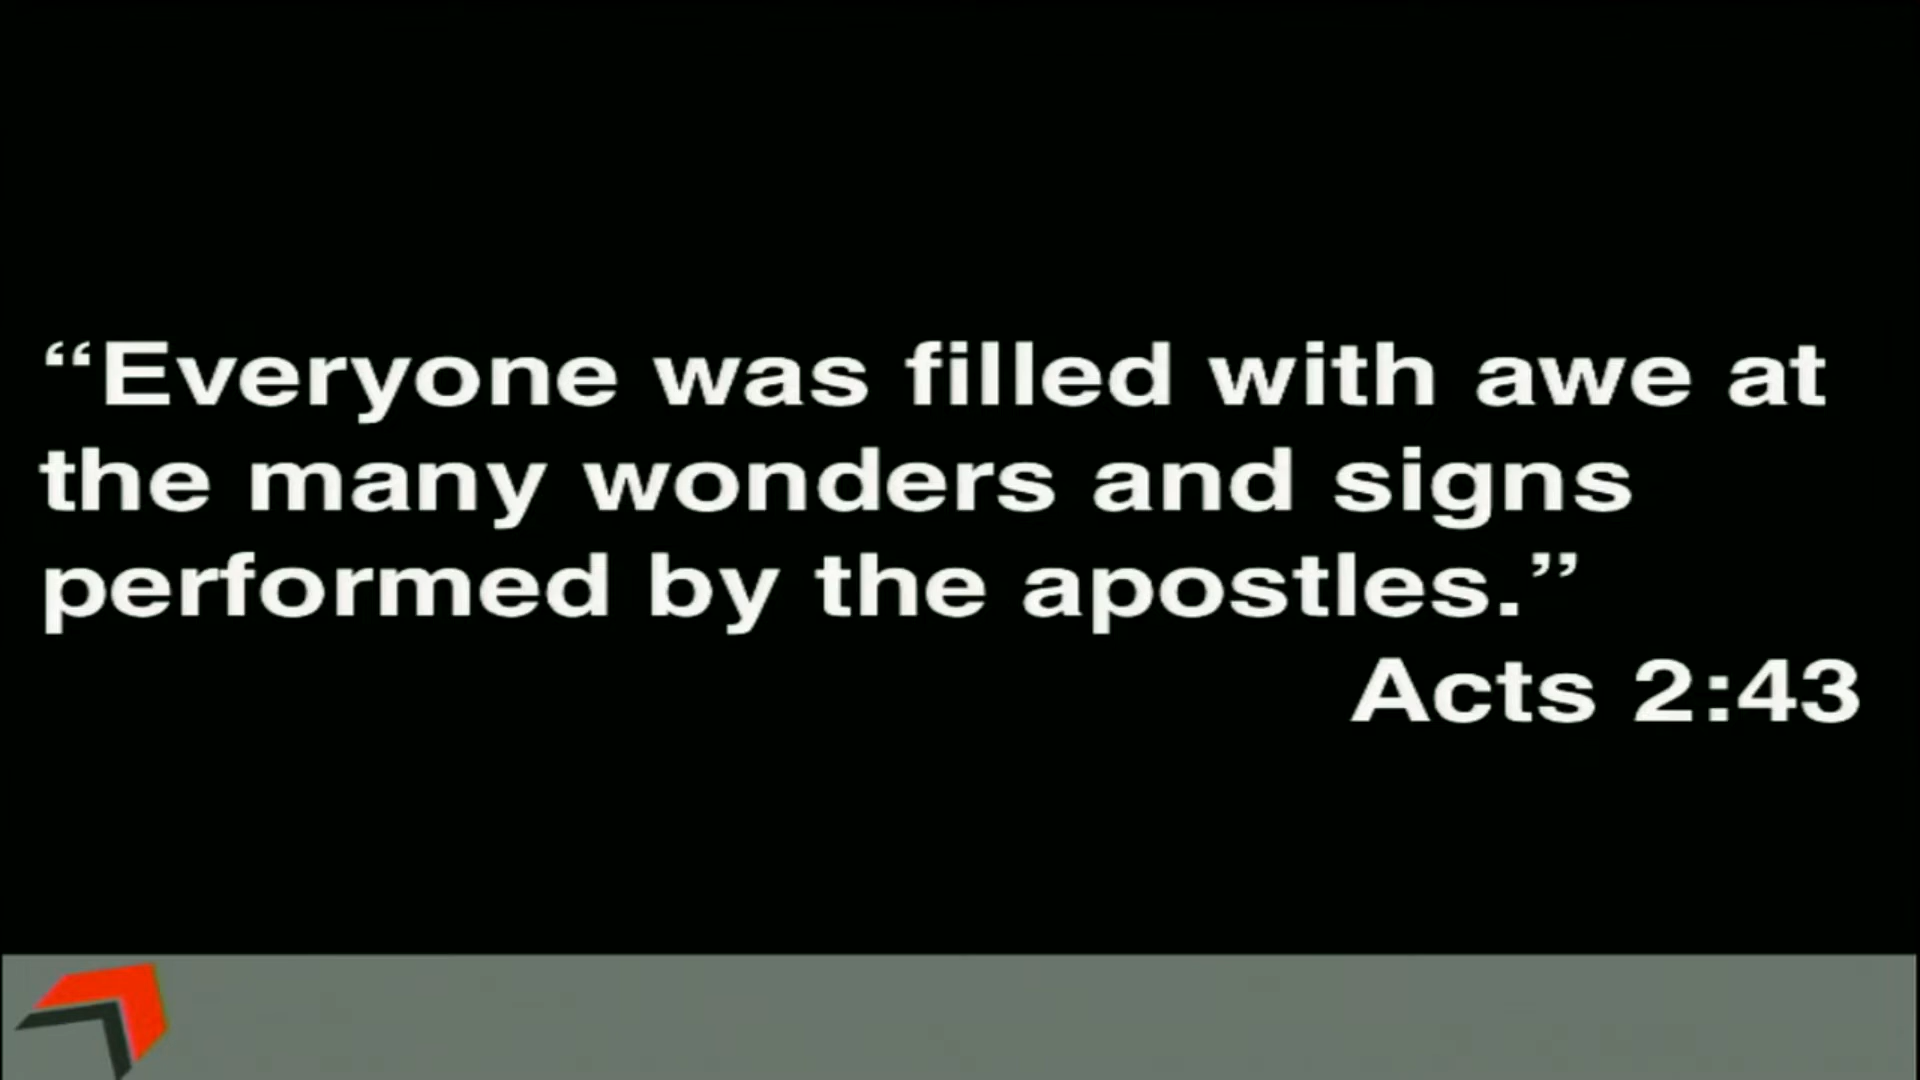 “Everyone was filled with awe at
the many wonders and signs
performed by the apostles.”
Acts 2:43